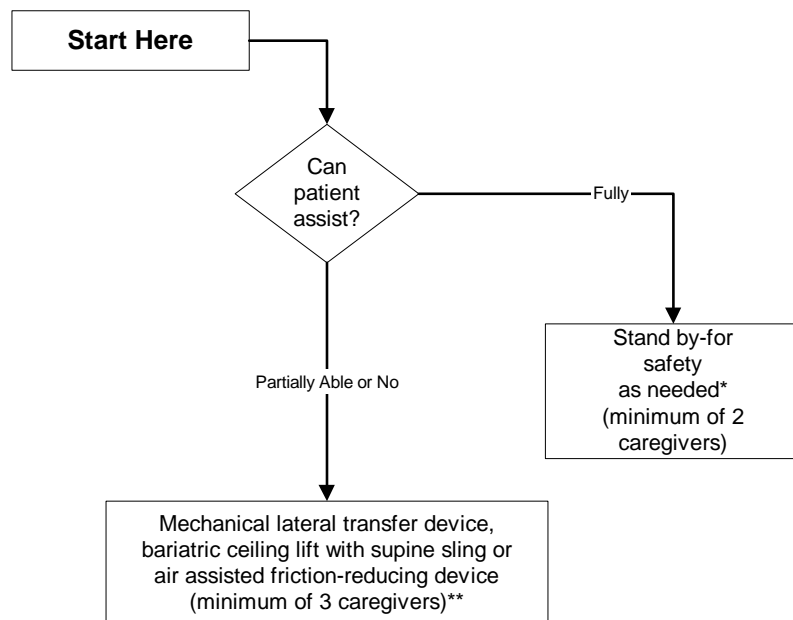 Start Here
Can
patient
assist?
Fully
Stand by-for
safety
as needed*
(minimum of 2
caregivers)
Partially Able or No
Mechanical lateral transfer device,
bariatric ceiling lift with supine sling or
air assisted friction-reducing device
(minimum of 3 caregivers)**